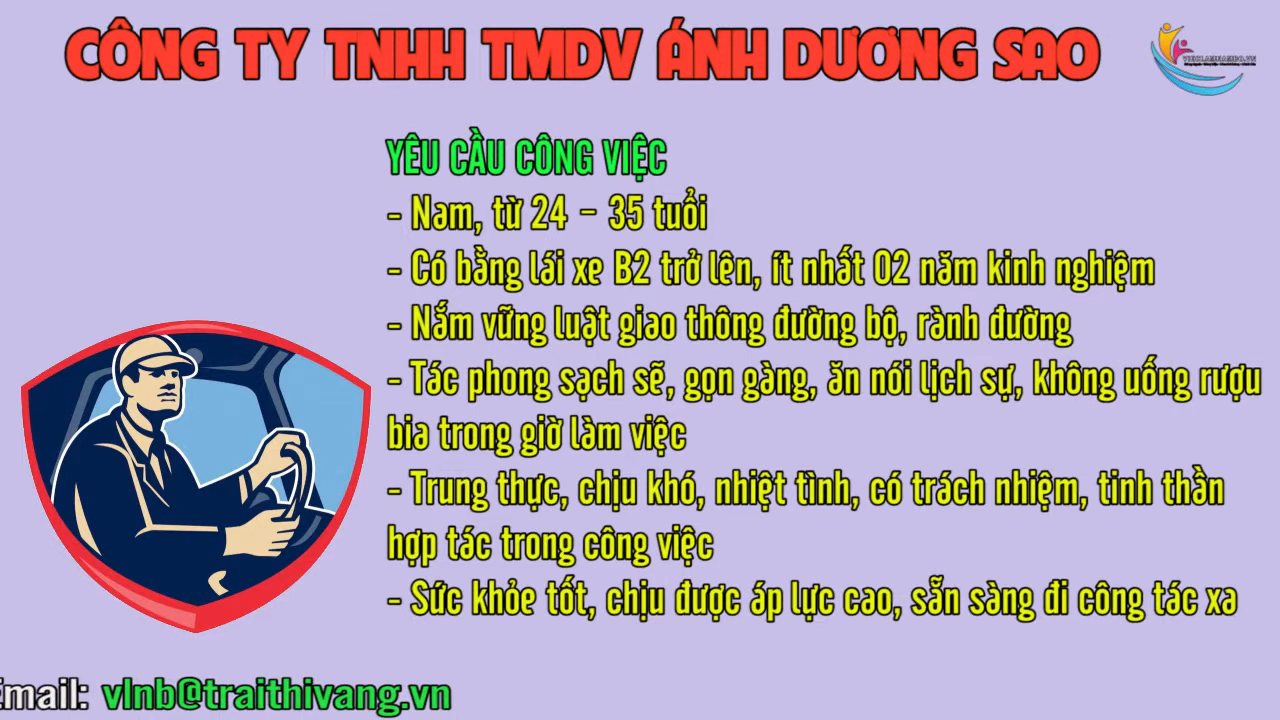 CÔNG TY TNHH TMDV ÁNH DƯƠNG SAO
YÊU CẦU CÔNG VIỆC
- Nam, từ 24 - 35 tuổi
- Có bằng lái xe B2 trở lên, ít nhất 02 năm kinh nghiệm
- Nắm vững luật giao thông đường bộ, rành đường
- Tác phong sạch sẽ, gọn gàng, ăn nói lịch sự, không uống rượu
bia trong giờ làm việc
- Trung thực, chịu khó, nhiệt tình, có trách nhiệm, tinh thần
hợp tác trong công việc
- Sức khỏe tốt, chịu được áp lực cao, sẵn sàng đi công tác xa
Email: vlnb@traithivang.vn